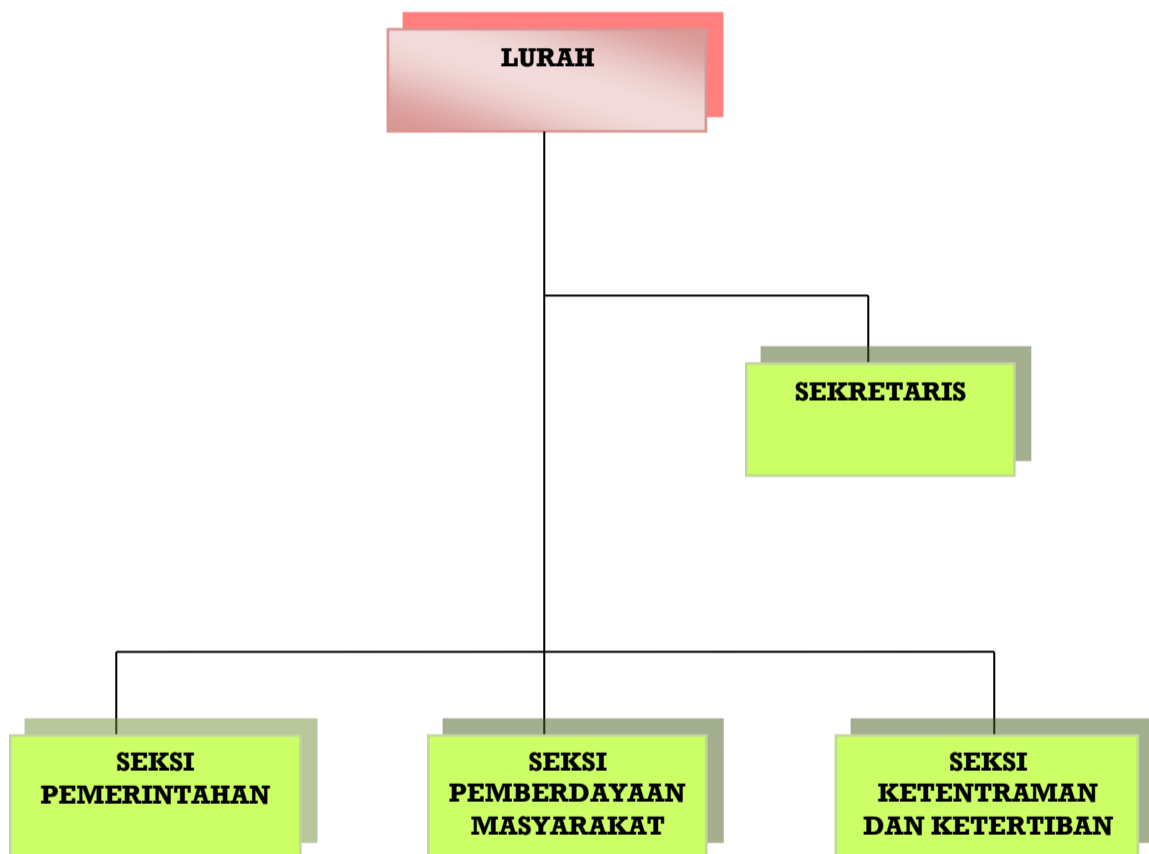 LURAH
SEKRETARIS
SEKSI
PEMERINTAHAN
SEKSI
PEMBERDAYAAN
MASYARAKAT
SEKSI
KETENTRAMAN
DAN KETERTIBAN